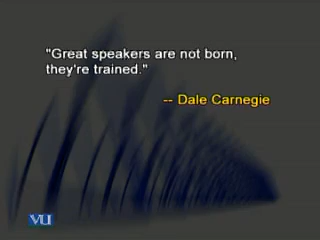 "Great speakers are not born,
they're trained."
-- Dale Carnegie
VU